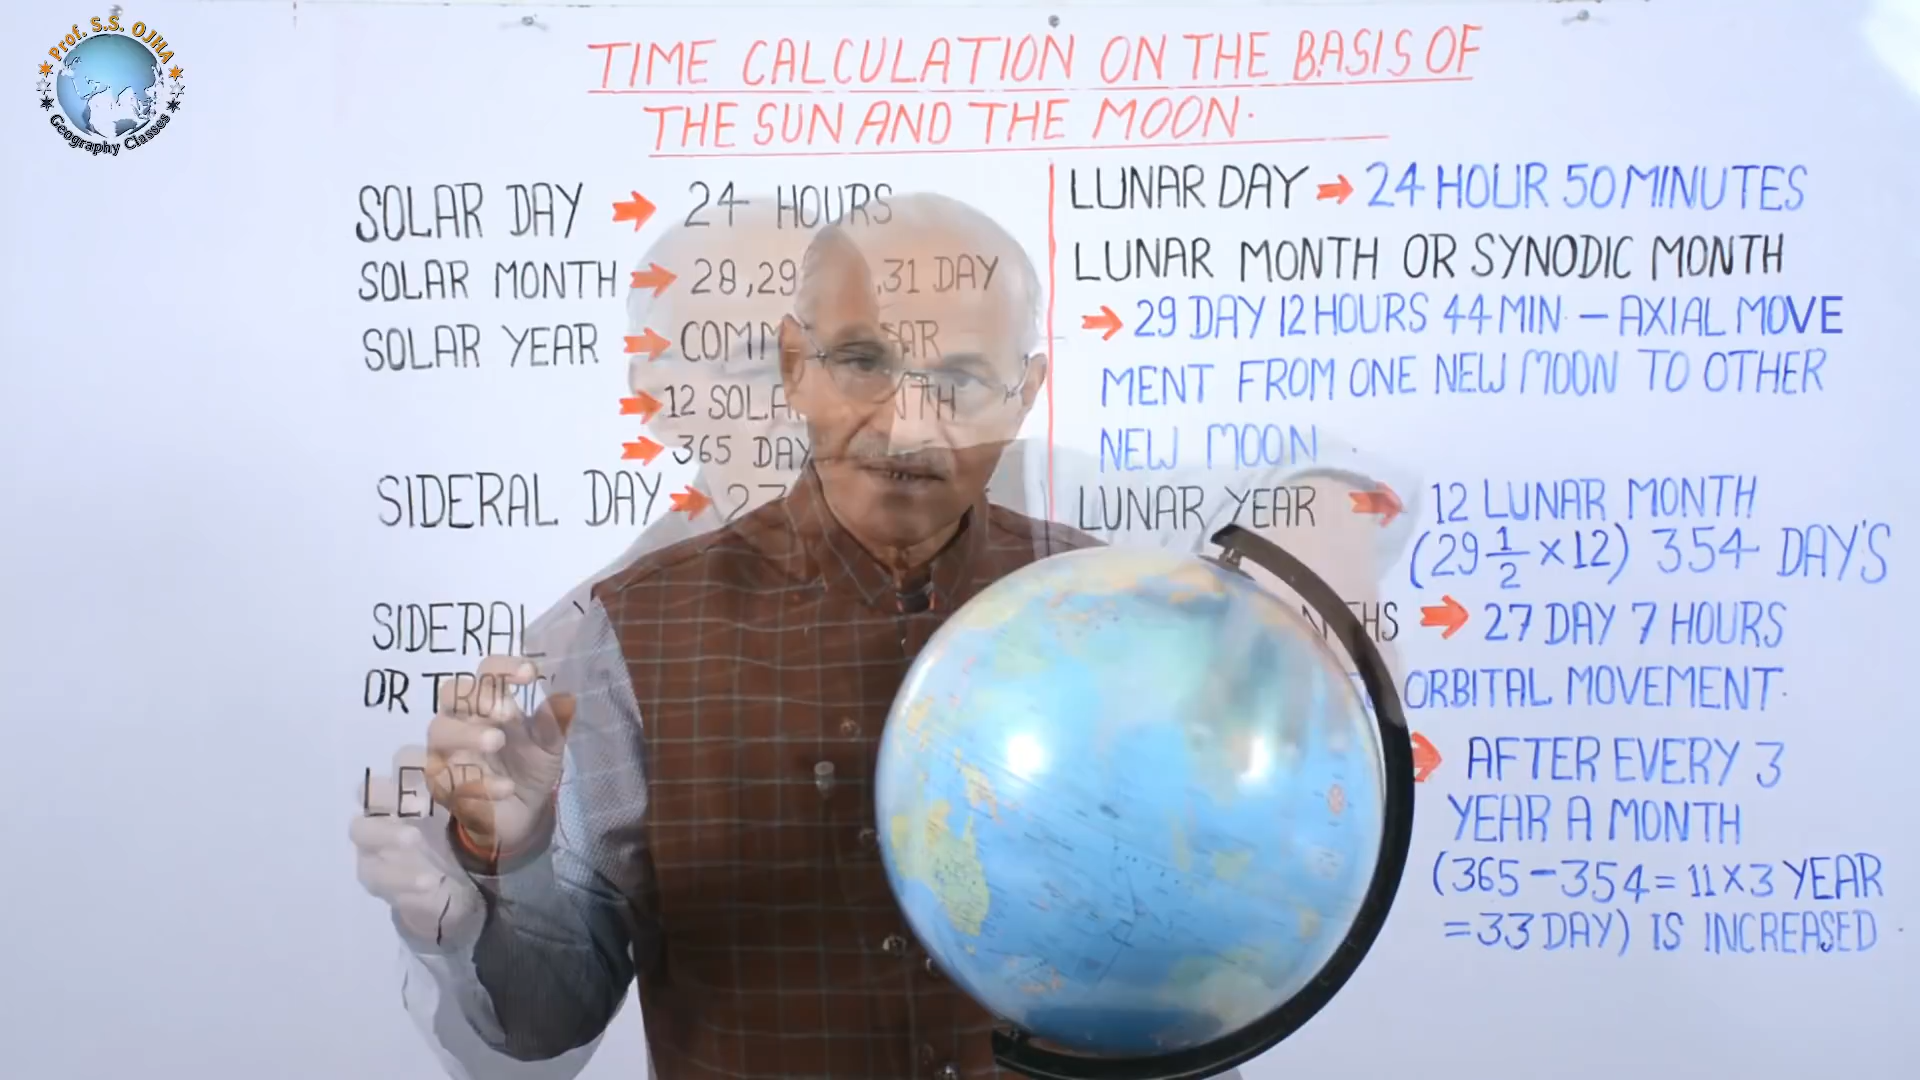 Prof. S.S. OJHA
Geography Classes
TIME CALCULATION ON THE BASIS OF
THE SUN AND THE MOON.
SOLAR DAY → 24 HOURS
SOLAR MONTH → 28,29 ,31 DAY
SOLAR YEAR →
→ 12
→ 365 DAY
SIDERAL DAY →
SIDERAL
OR
LUNAR DAY → 24 HOUR 50 MINUTES
LUNAR MONTH OR SYNODIC MONTH
→ 29 DAY 12 HOURS 44 MIN. – AXIAL MOVE
MENT FROM ONE NEW MOON TO OTHER
NEW MOON
LUNAR YEAR → 12 LUNAR MONTH
(29 1/2 × 12) 354 DAY'S
→ 27 DAY 7 HOURS
ORBITAL MOVEMENT.
→ AFTER EVERY 3
YEAR A MONTH
(365 – 354 = 11 X 3 YEAR
= 33 DAY) IS INCREASED